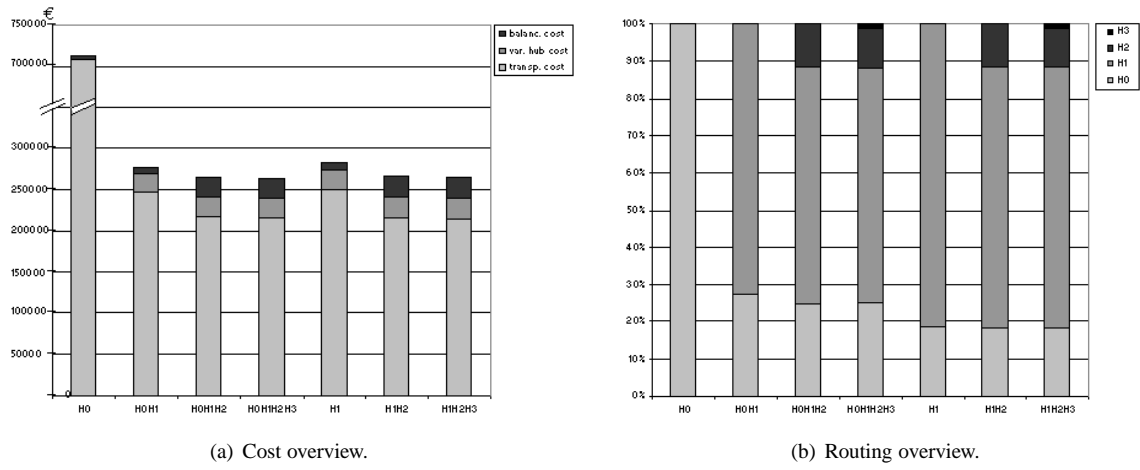 €
7500000
7000000
300000
250000
200000
150000
100000
50000
0
H0 H0H1 H0H1H2 H0H1H2H3 H1 H1H2 H1H2H3
balanc. cost
var. hub cost
transp. cost
(a) Cost overview.
100%
90%
80%
70%
60%
50%
40%
30%
20%
10%
0%
H0 H0H1 H0H1H2 H0H1H2H3 H1 H1H2 H1H2H3
H3
H2
H1
H0
(b) Routing overview.